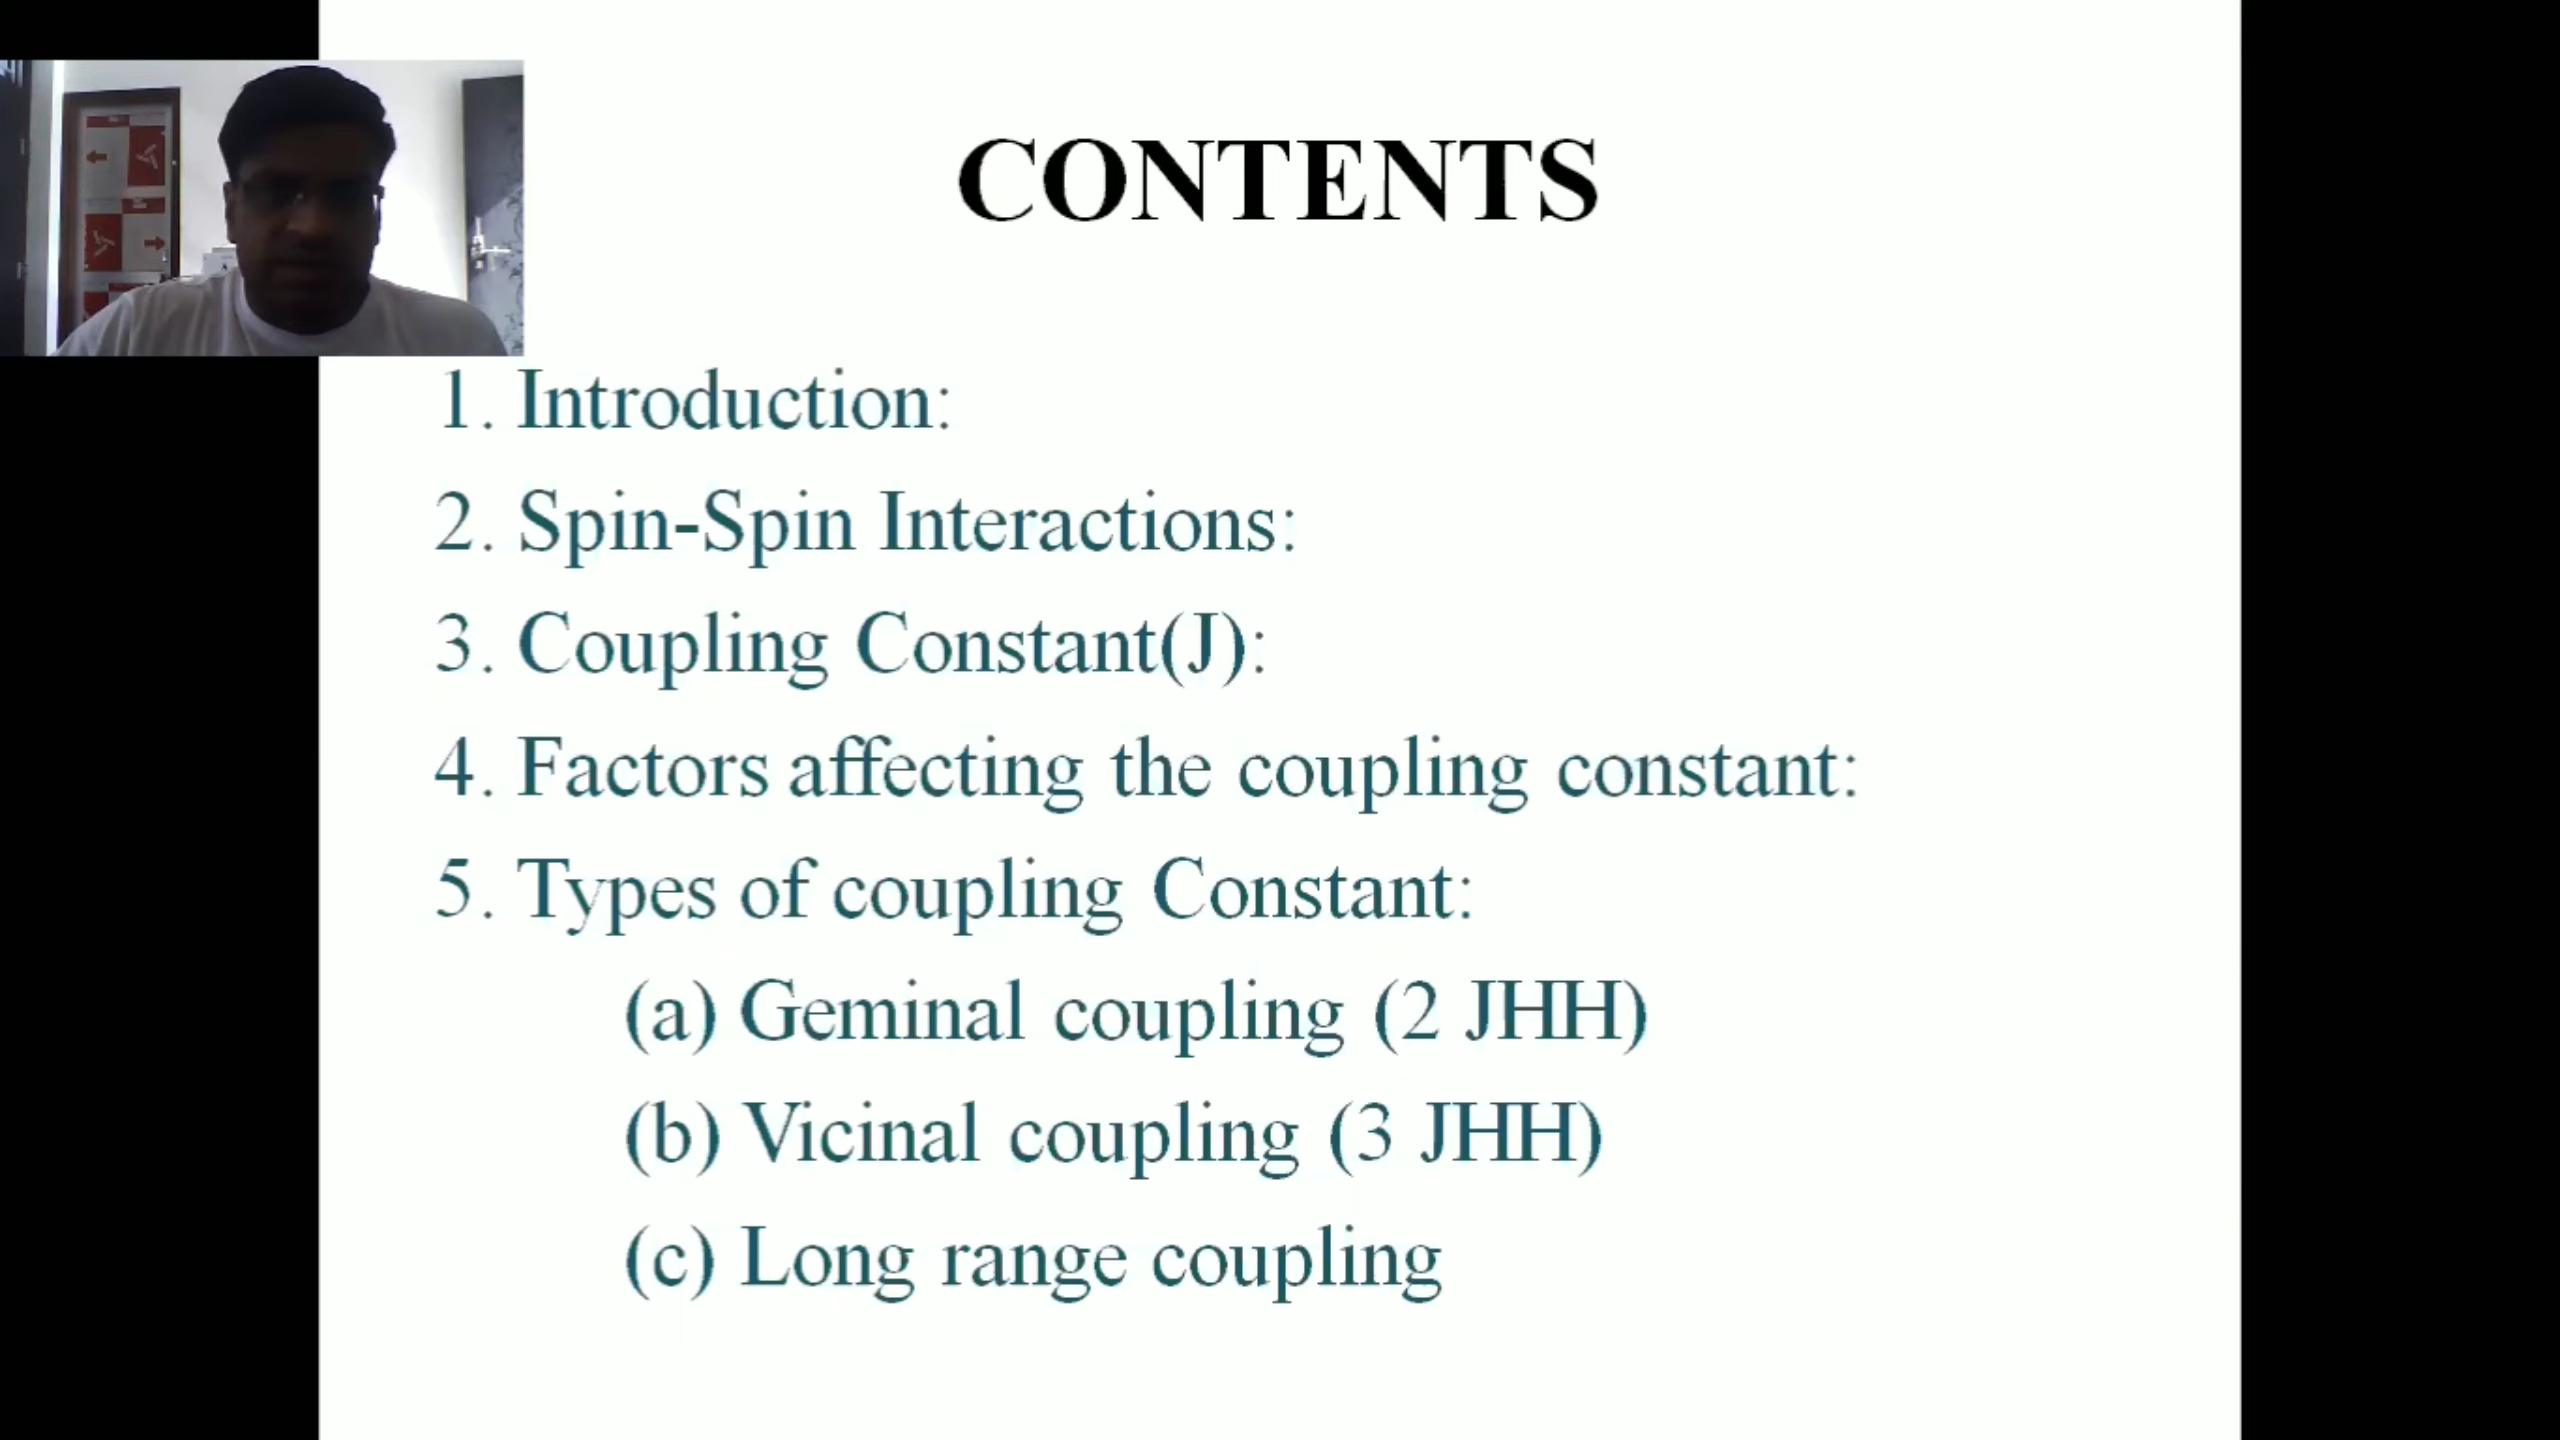 CONTENTS
1. Introduction:
2. Spin-Spin Interactions:
3. Coupling Constant(J):
4. Factors affecting the coupling constant:
5. Types of coupling Constant:
(a) Geminal coupling (2 JHH)
(b) Vicinal coupling (3 JHH)
(c) Long range coupling